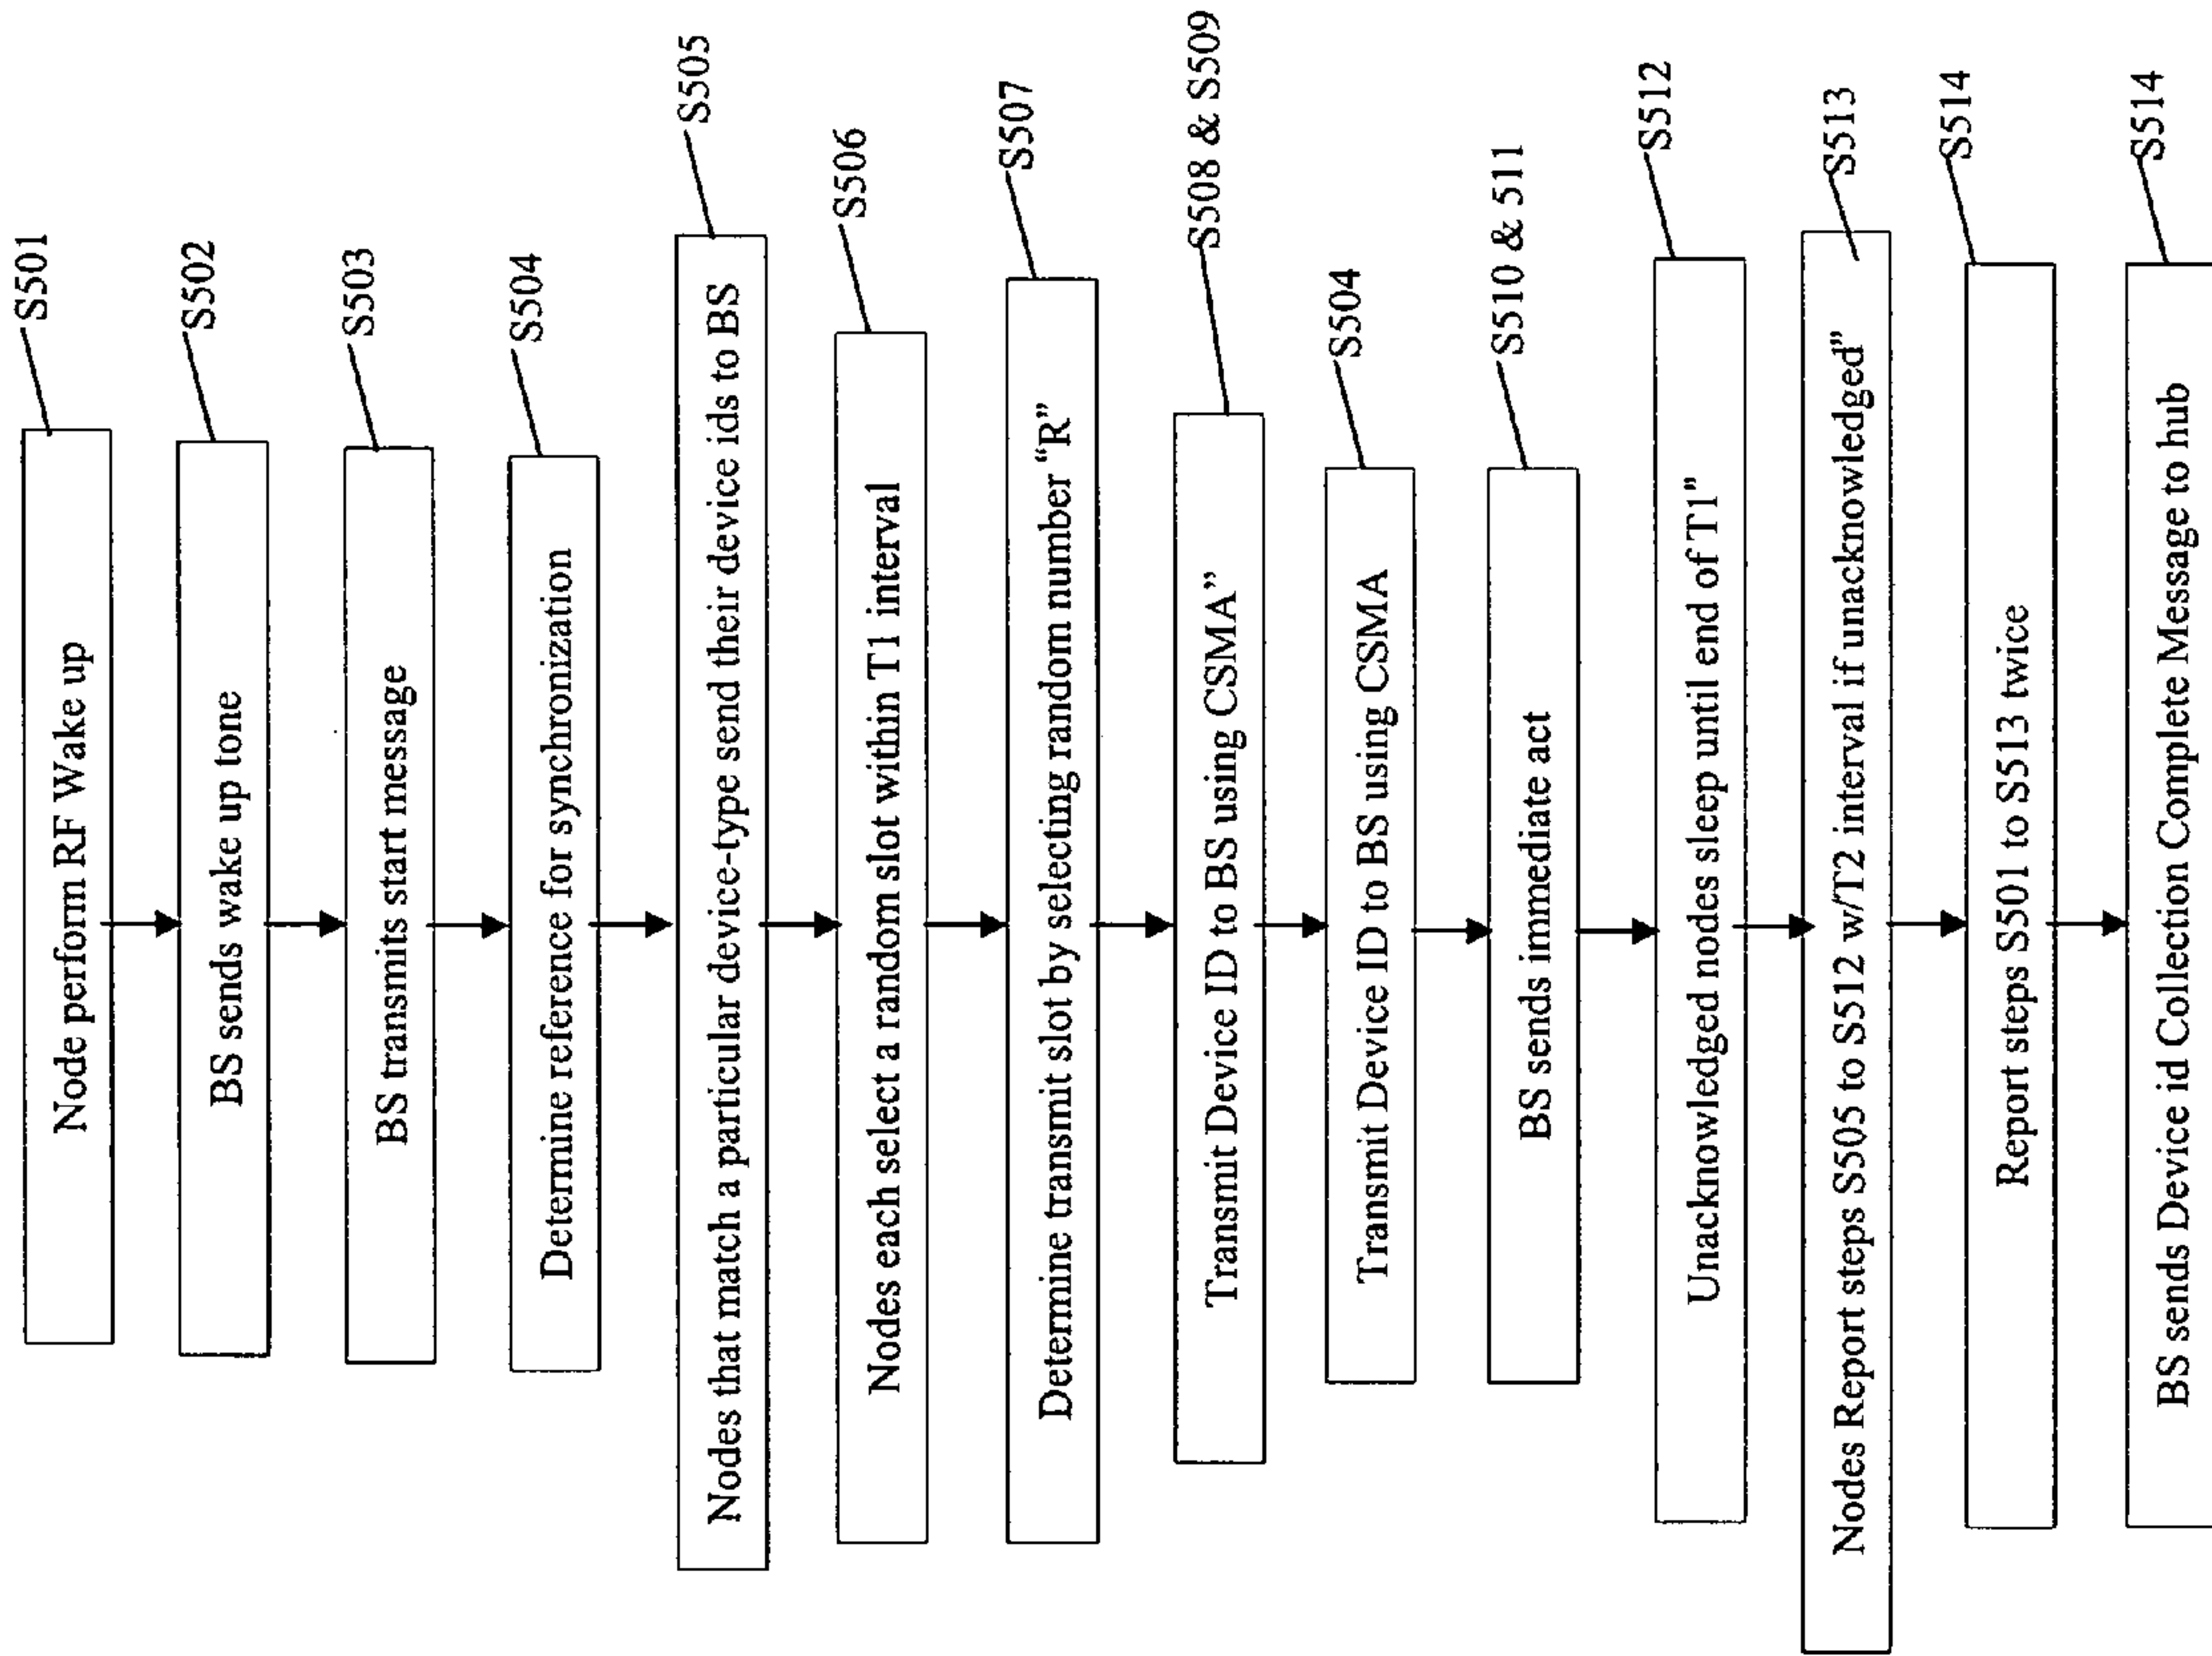 Node perform RF Wake up
S501
BS sends wake up tone
S502
BS transmits start message
S503
Determine reference for synchronization
S504
Nodes that match a particular device-type send their device ids to BS
S505
Nodes each select a random slot within T1 interval
S506
Determine transmit slot by selecting random number “R”
S507
Transmit Device ID to BS using CSMA”
S508 & S509
Transmit Device ID to BS using CSMA
S504
BS sends immediate act
S510 & 511
Unacknowledged nodes sleep until end of T1"
S512
Nodes Report steps S505 to S512 w/T2 interval if unacknowledged"
S513
Report steps S501 to S513 twice
S514
BS sends Device id Collection Complete Message to hub
S514